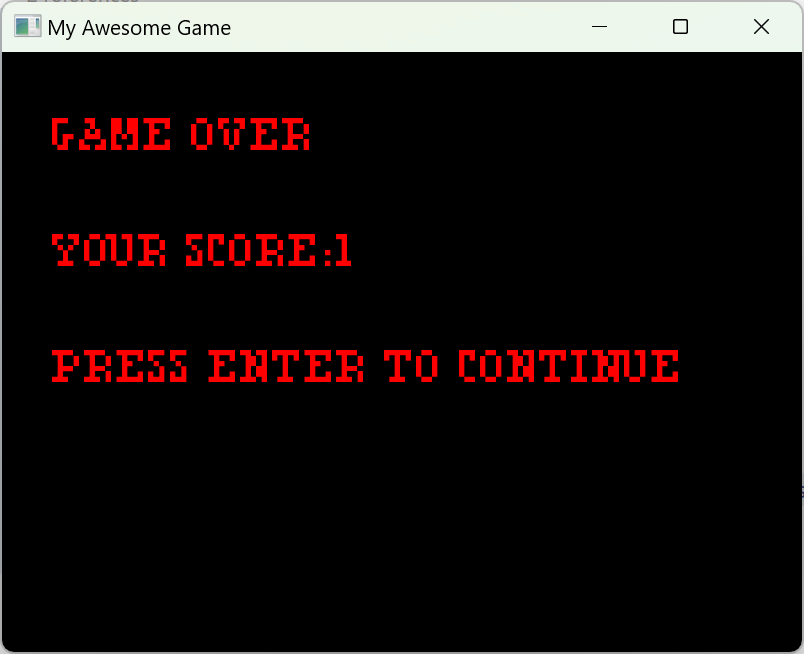 My Awesome Game
GAME OVER
YOUR SCORE:1
PRESS ENTER TO CONTINUE